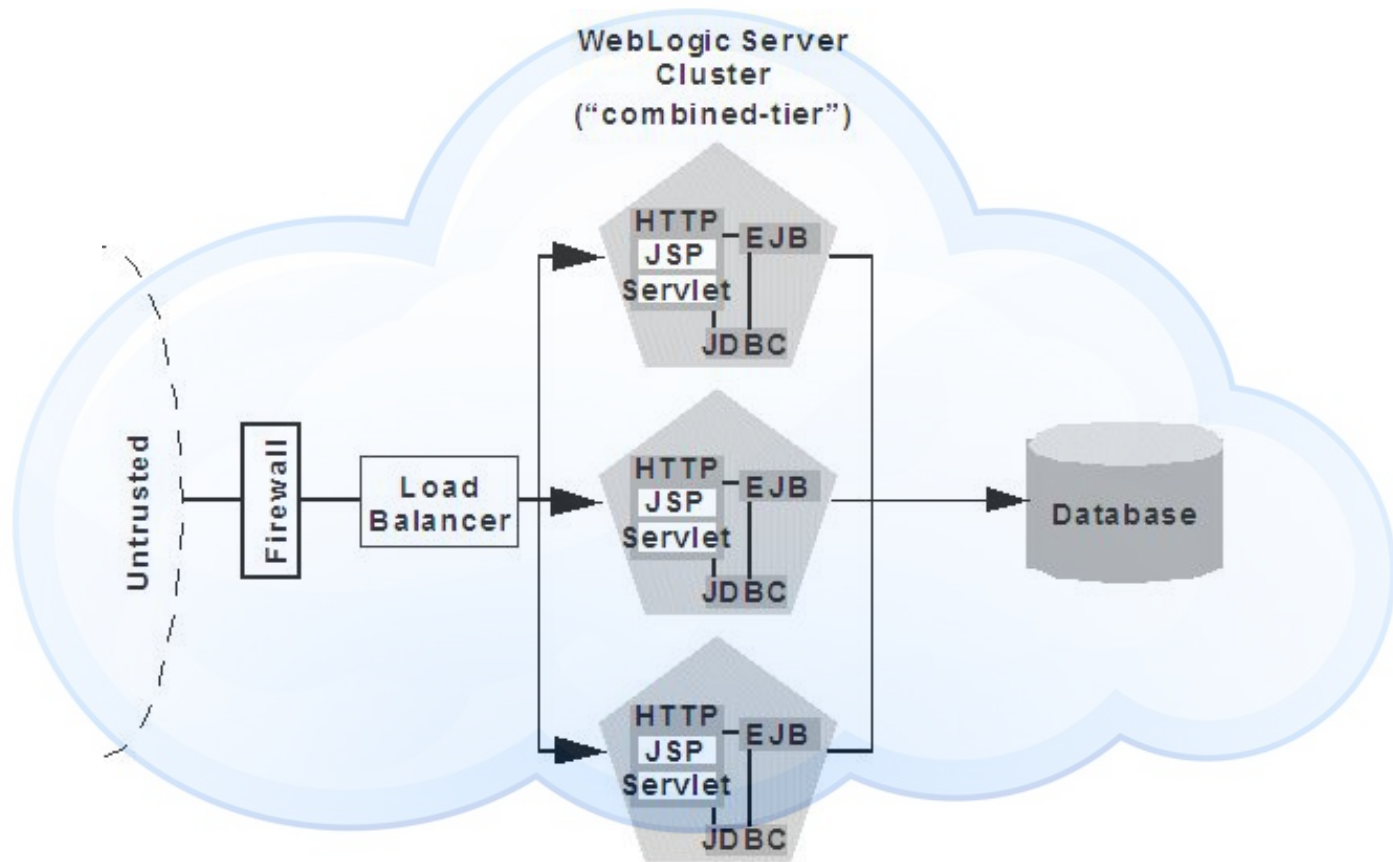 WebLogic Server
Cluster
(“combined-tier”)
HTTP
JSP
Servlet
EJB
JDBC
Untrusted
Firewall
Load
Balancer
HTTP
JSP
Servlet
EJB
JDBC
Database
HTTP
JSP
Servlet
EJB
JDBC